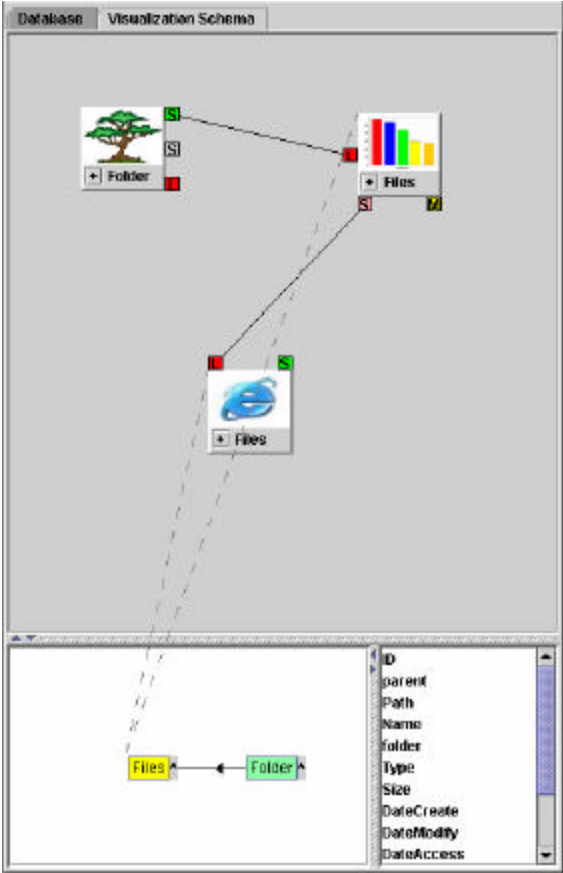 Database Visualization Schema
S
S
L
S
+ Folder
L
+ Files
S M
L S
+ Files
ID
parent
Path
Name
folder
Type
Size
DateCreate
DateModify
DateAccess
Files ^ Folder ^